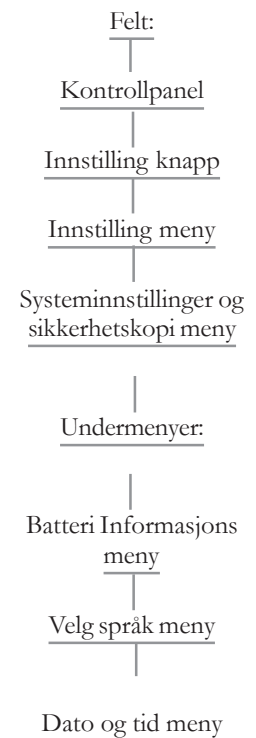 Felt:
Kontrollpanel
Innstilling knapp
Innstilling meny
Systeminnstillinger og
sikkerhetskopi meny
Undermenyer:
Batteri Informasjons
meny
Velg språk meny
Dato og tid meny